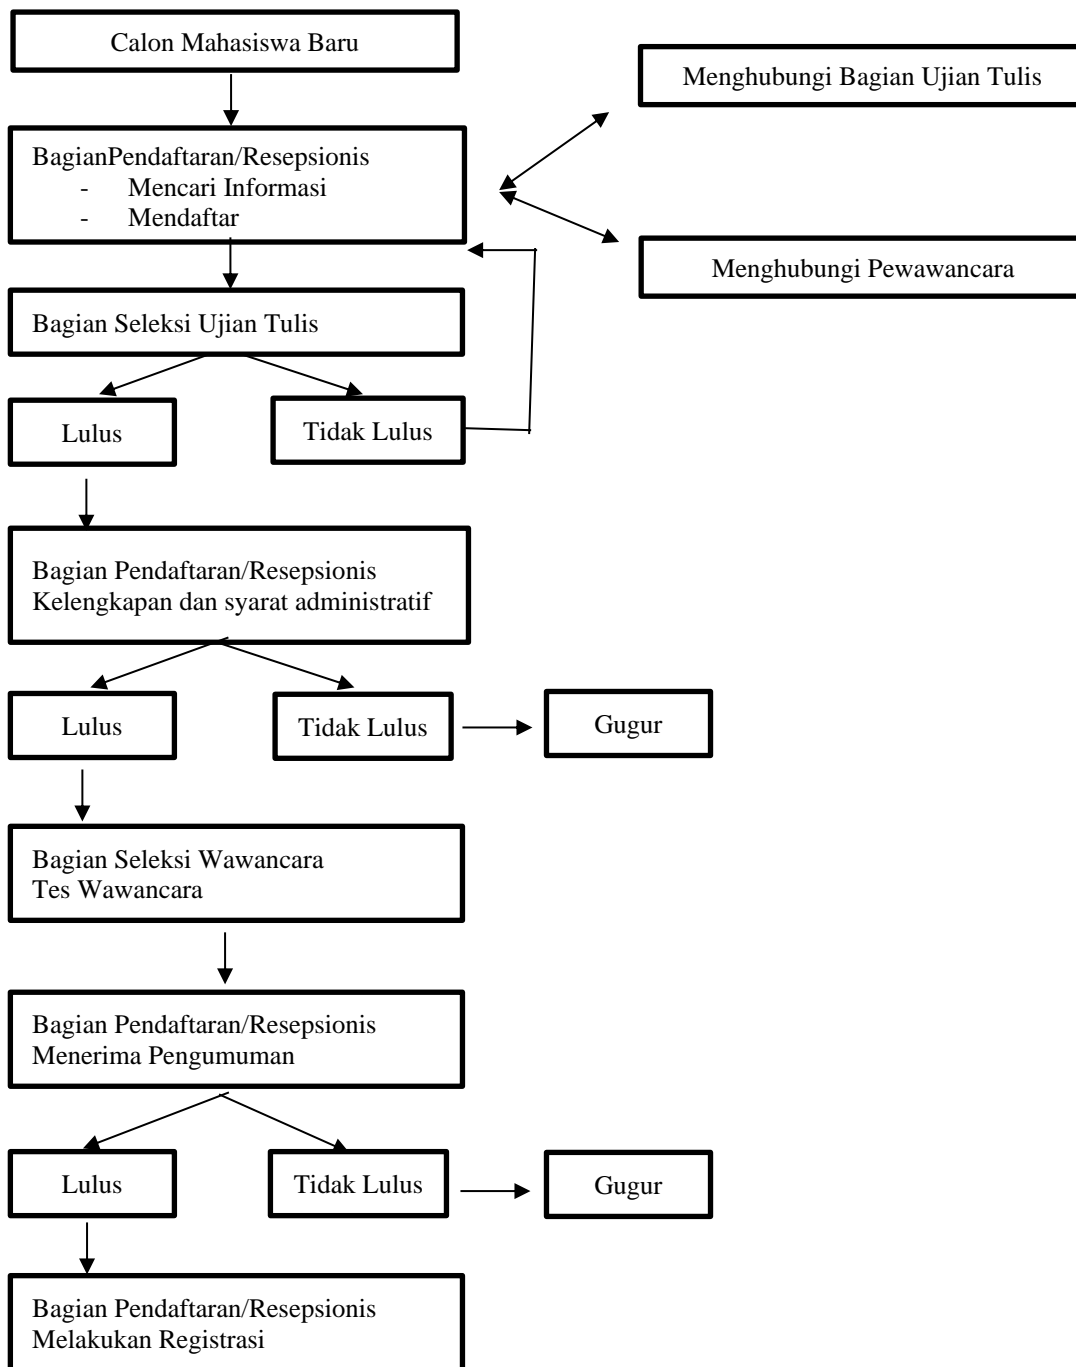 Calon Mahasiswa Baru
Menghubungi Bagian Ujian Tulis
BagianPendaftaran/Resepsionis
- Mencari Informasi
- Mendaftar
Menghubungi Pewawancara
Bagian Seleksi Ujian Tulis
Lulus
Tidak Lulus
Bagian Pendaftaran/Resepsionis
Kelengkapan dan syarat administratif
Lulus
Tidak Lulus
Gugur
Bagian Seleksi Wawancara
Tes Wawancara
Bagian Pendaftaran/Resepsionis
Menerima Pengumuman
Lulus
Tidak Lulus
Gugur
Bagian Pendaftaran/Resepsionis
Melakukan Registrasi